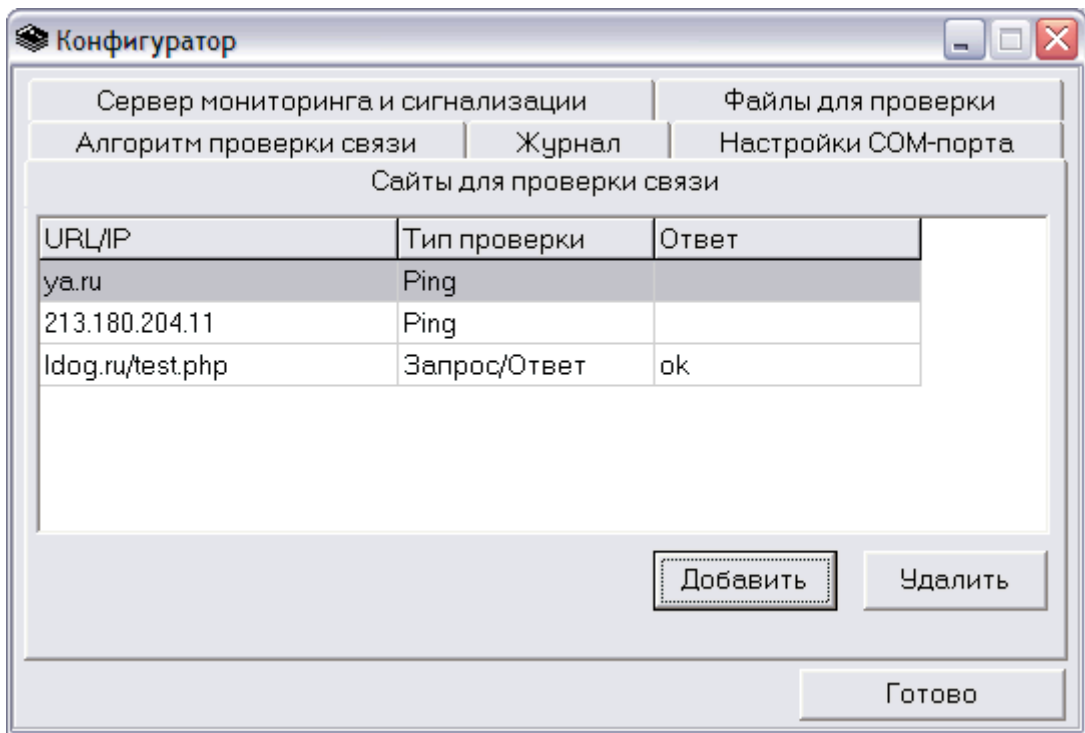 Конфигуратор
Сервер мониторинга и сигнализации Файлы для проверки
Алгоритм проверки связи Журнал Настройки COM-порта
Сайты для проверки связи
URL/IP Тип проверки Ответ
ya.ru Ping
213.180.204.11 Ping
ldog.ru/test.php Запрос/Ответ ok
Добавить Удалить
Готово